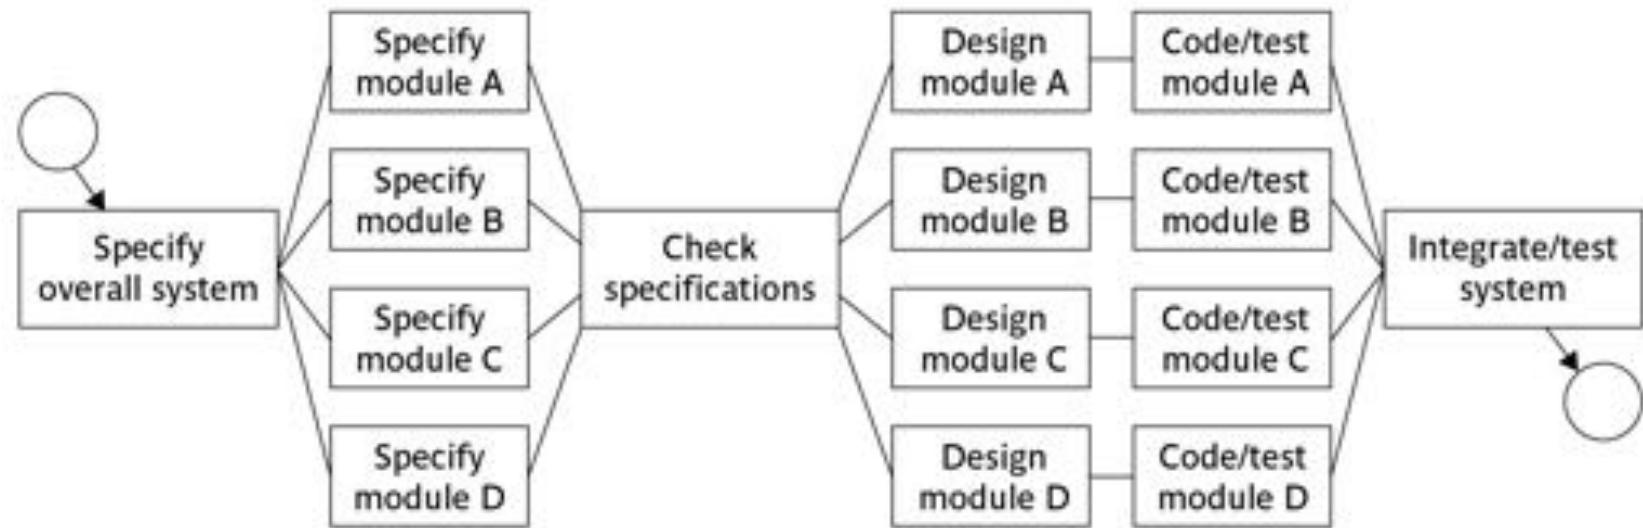 Specify
overall system
Specify
module A
Specify
module B
Specify
module C
Specify
module D
Check
specifications
Design
module A
Design
module B
Design
module C
Design
module D
Code/test
module A
Code/test
module B
Code/test
module C
Code/test
module D
Integrate/test
system